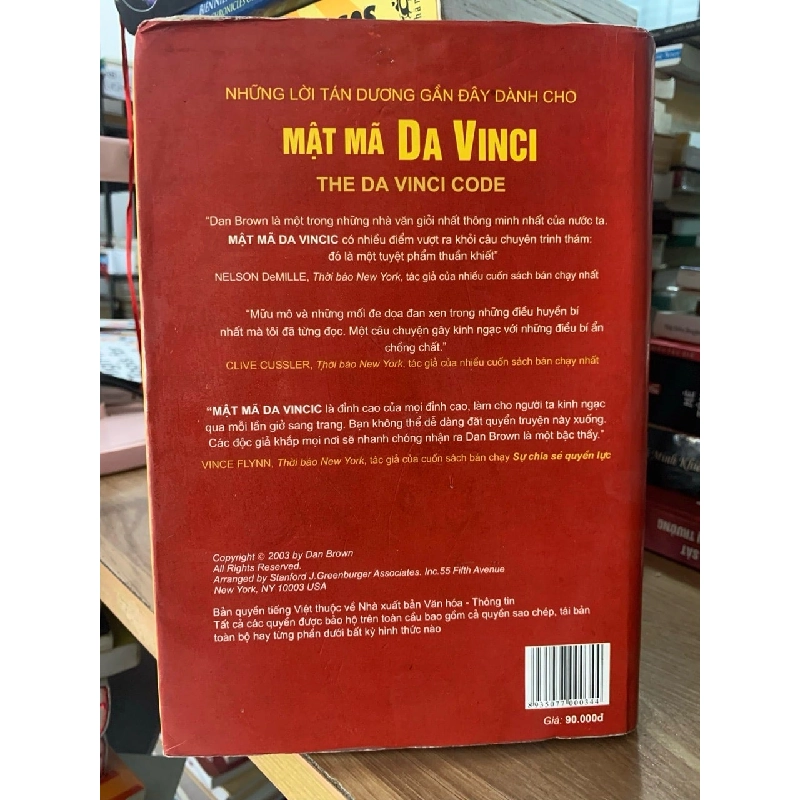 NHỮNG LỜI TÁN DƯƠNG GẦN ĐÂY DÀNH CHO
MẬT MÃ DA VINCI
THE DA VINCI CODE
"Dan Brown là một trong những nhà văn giỏi nhất thông minh nhất của nước ta.
MẬT MÃ DA VINCIC có nhiều điểm vượt ra khỏi câu chuyện trinh thám:
đó là một tuyệt phẩm thuần khiết"
NELSON DeMILLE, Thời báo New York, tác giả của nhiều cuốn sách bán chạy nhất
"Mữu mô và những mối đe dọa đan xen trong những điều huyền bí
nhất mà tôi đã từng đọc. Một câu chuyện gây kinh ngạc với những điều bí ẩn
chồng chất."
CLIVE CUSSLER, Thời báo New York, tác giả của nhiều cuốn sách bán chạy nhất
"MẬT MÃ DA VINCIC là đỉnh cao của mọi đỉnh cao, làm cho người ta kinh ngạc
qua mỗi lần giở sang trang. Bạn không thể dễ dàng đặt quyển truyện này xuống.
Các độc giả khắp mọi nơi sẽ nhanh chóng nhận ra Dan Brown là một bậc thầy."
VINCE FLYNN, Thời báo New York, tác giả của cuốn sách bán chạy Sự chia sẻ quyền lực
Copyright © 2003 by Dan Brown
All Rights Reserved.
Arranged by Stanford J.Greenburger Associates. Inc.55 Fifth Avenue
New York, NY 10003 USA
Bản quyền tiếng Việt thuộc về Nhà xuất bản Văn hóa - Thông tin
Tất cả các quyền được bảo hộ trên toàn cầu bao gồm cả quyền sao chép, tái bản
toàn bộ hay từng phần dưới bất kỳ hình thức nào
8935077000344
Giá: 90.000đ